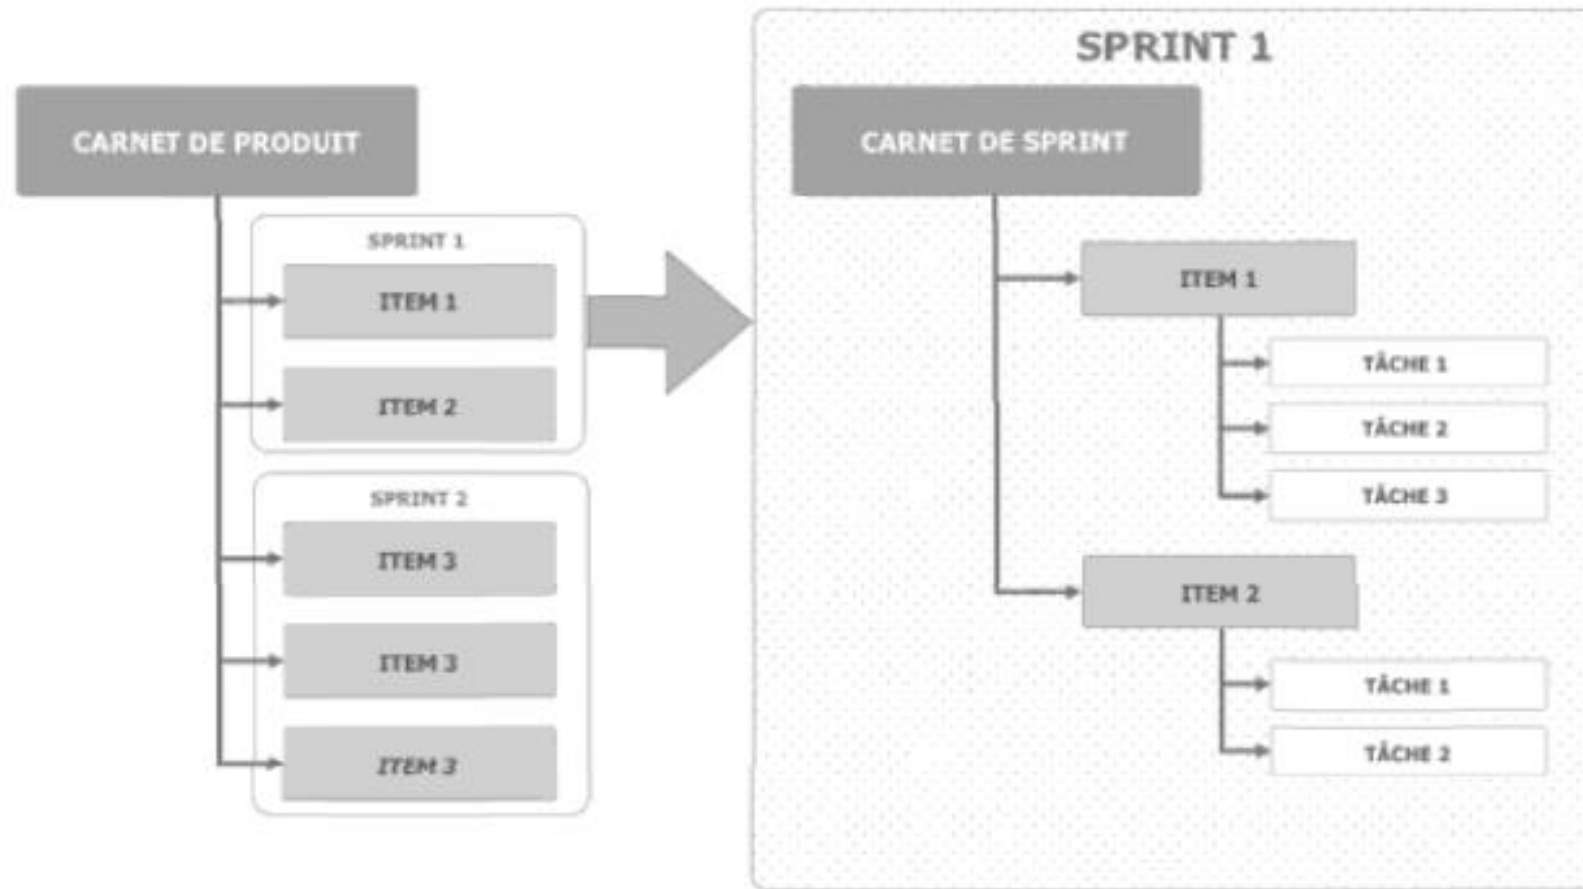 CARNET DE PRODUIT
SPRINT 1
ITEM 1
ITEM 2
SPRINT 2
ITEM 3
ITEM 3
ITEM 3
SPRINT 1
CARNET DE SPRINT
ITEM 1
TÂCHE 1
TÂCHE 2
TÂCHE 3
ITEM 2
TÂCHE 1
TÂCHE 2